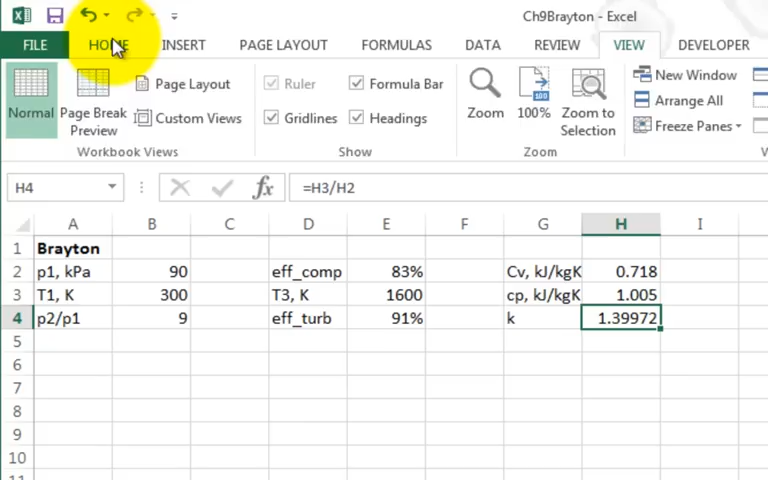 Ch9Brayton - Excel
FILE HOME INSERT PAGE LAYOUT FORMULAS DATA REVIEW VIEW DEVELOPER
Normal
Page Break Preview
Page Layout
Custom Views
Workbook Views
Ruler
Formula Bar
Gridlines
Headings
Show
Zoom
100%
Zoom to Selection
Zoom
New Window
Arrange All
Freeze Panes
H4 fx =H3/H2
A B C D E F G H I
1 Brayton
2 p1, kPa 90 eff_comp 83% Cv, kJ/kgK 0.718
3 T1, K 300 T3, K 1600 cp, kJ/kgK 1.005
4 p2/p1 9 eff_turb 91% k 1.39972
5
6
7
8
9
10